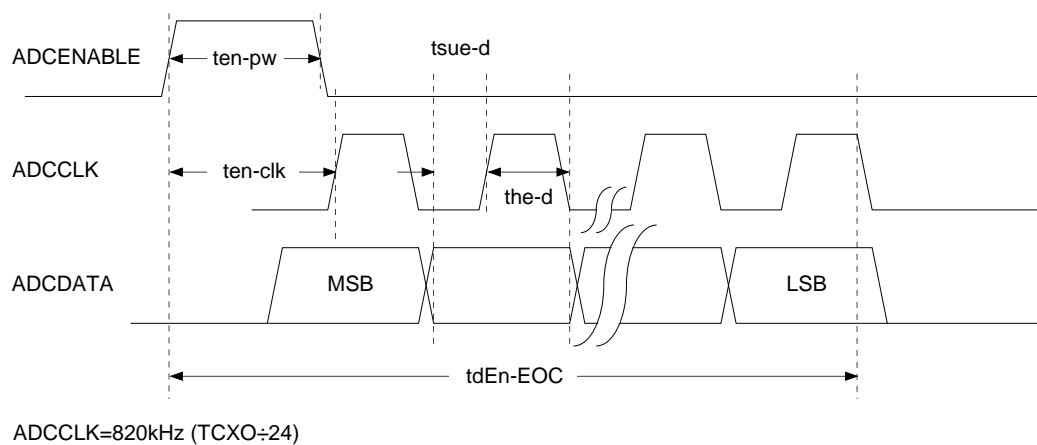 ADCENABLE
ten-pw
tsue-d
ADCCLK
ten-clk
the-d
ADCDATA
MSB
LSB
tdEn-EOC
ADCCLK=820kHz (TCXO÷24)